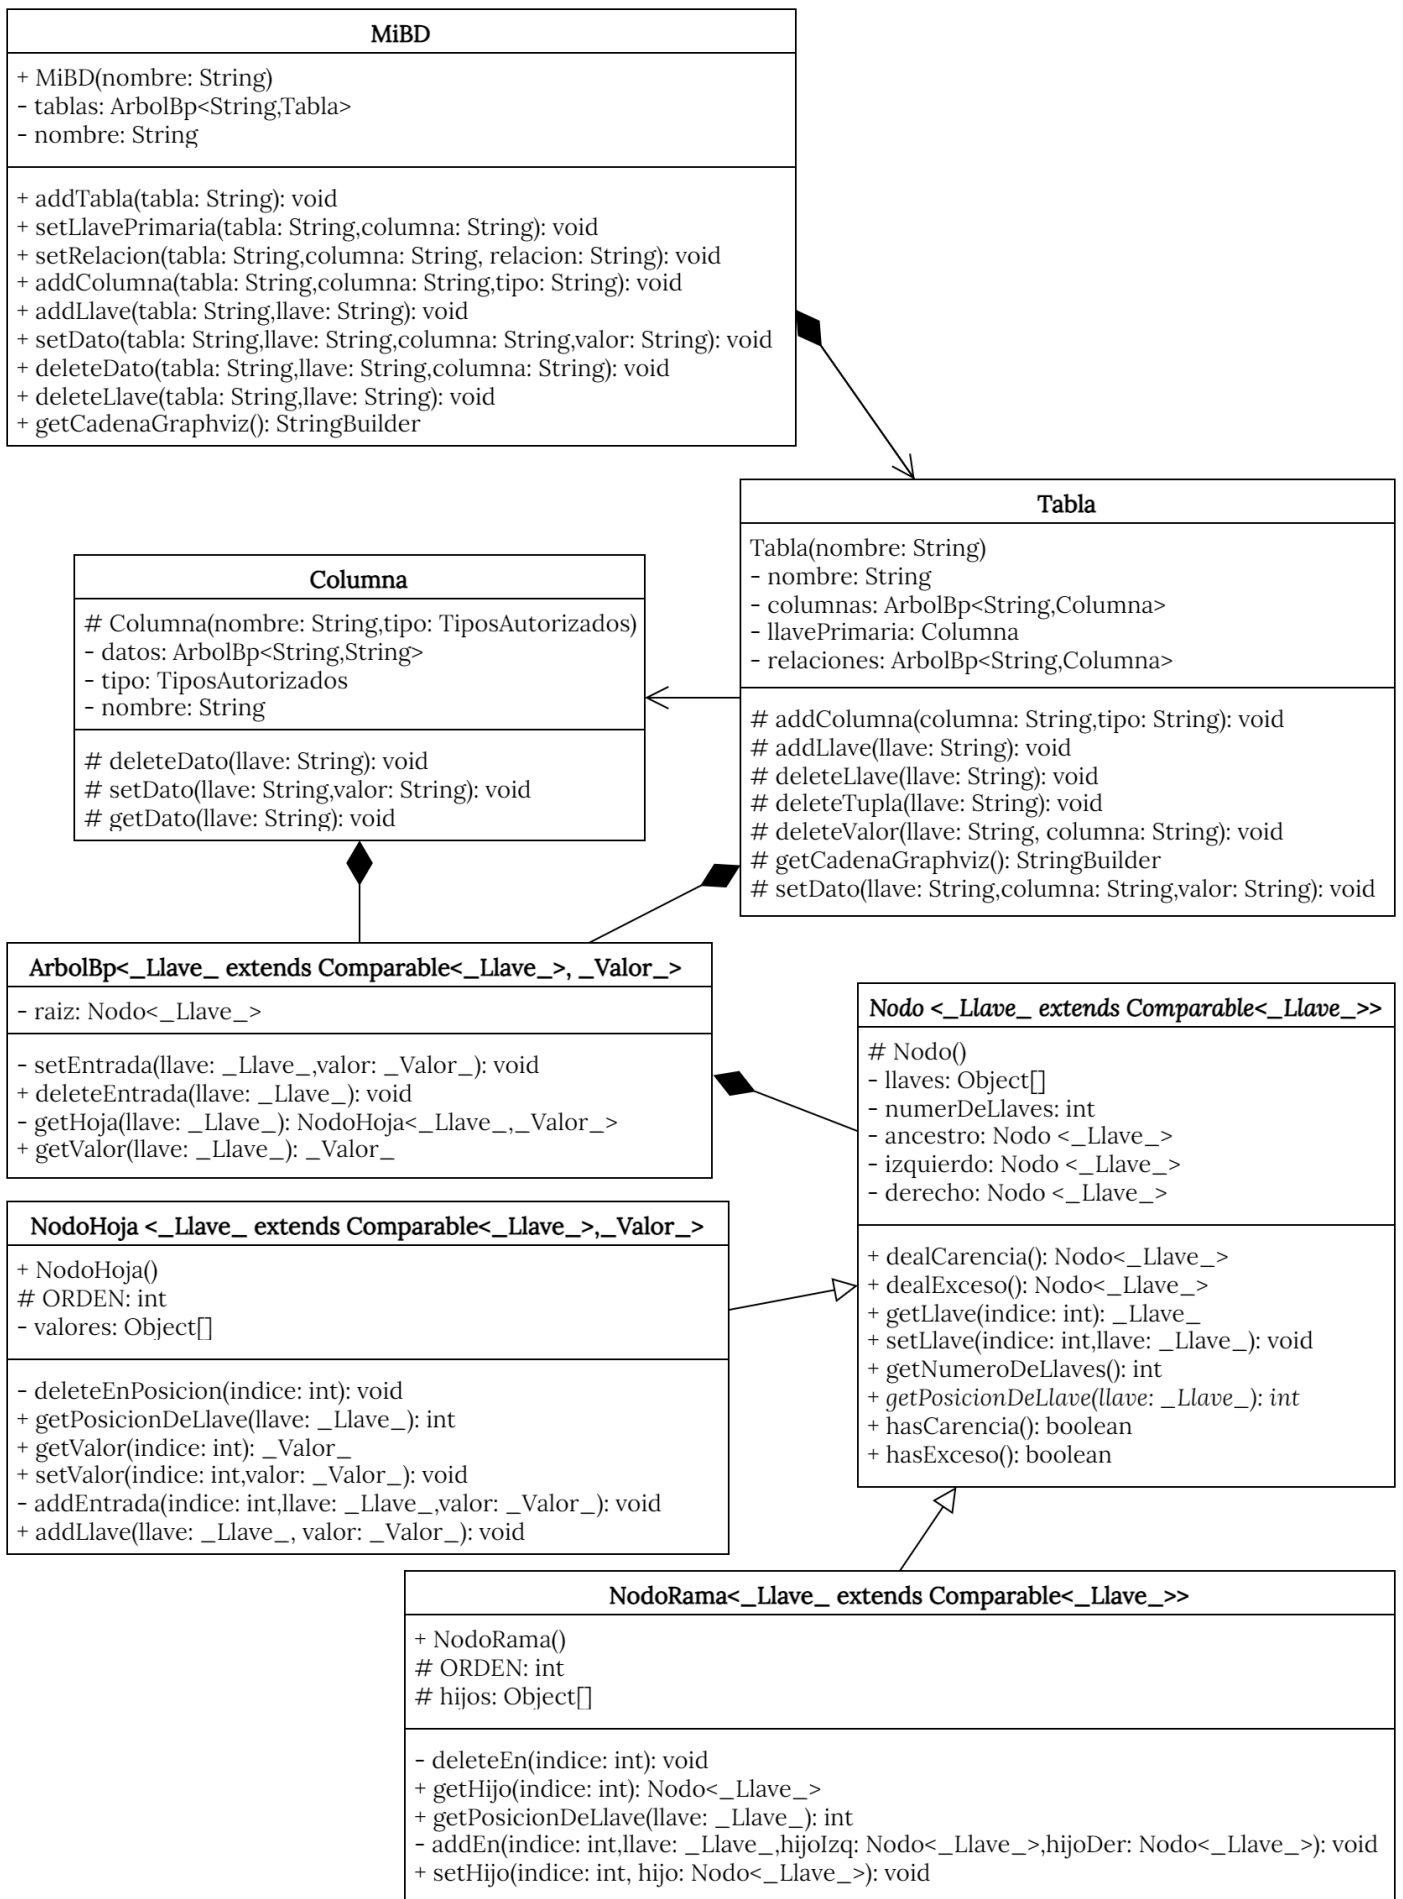 MiBD
+ MiBD(nombre: String)
- tablas: ArbolBp<String,Tabla>
- nombre: String
+ addTabla(tabla: String): void
+ setLlavePrimaria(tabla: String,columna: String): void
+ setRelacion(tabla: String,columna: String, relacion: String): void
+ addColumna(tabla: String,columna: String,tipo: String): void
+ addLlave(tabla: String,llave: String): void
+ setDato(tabla: String,llave: String,columna: String,valor: String): void
+ deleteDato(tabla: String,llave: String,columna: String): void
+ deleteLlave(tabla: String,llave: String): void
+ getCadenaGraphviz(): StringBuilder
Tabla
Tabla(nombre: String)
- nombre: String
- columnas: ArbolBp<String,Columna>
- llavePrimaria: Columna
- relaciones: ArbolBp<String,Columna>
# addColumna(columna: String,tipo: String): void
# addLlave(llave: String): void
# deleteLlave(llave: String): void
# deleteTupla(llave: String): void
# deleteValor(llave: String, columna: String): void
# getCadenaGraphviz(): StringBuilder
# setDato(llave: String,columna: String,valor: String): void
Columna
# Columna(nombre: String,tipo: TiposAutorizados)
- datos: ArbolBp<String,String>
- tipo: TiposAutorizados
- nombre: String
# deleteDato(llave: String): void
# setDato(llave: String,valor: String): void
# getDato(llave: String): void
ArbolBp<_Llave_ extends Comparable<_Llave_>, _Valor_>
- raiz: Nodo<_Llave_>
- setEntrada(llave: _Llave_,valor: _Valor_): void
+ deleteEntrada(llave: _Llave_): void
- getHoja(llave: _Llave_): NodoHoja<_Llave_,_Valor_>
+ getValor(llave: _Llave_): _Valor_
Nodo <_Llave_ extends Comparable<_Llave_>>
# Nodo()
- llaves: Object[]
- numerDeLlaves: int
- ancestro: Nodo <_Llave_>
- izquierdo: Nodo <_Llave_>
- derecho: Nodo <_Llave_>
+ dealCarencia(): Nodo<_Llave_>
+ dealExceso(): Nodo<_Llave_>
+ getLlave(indice: int): _Llave_
+ setLlave(indice: int,llave: _Llave_): void
+ getNumeroDeLlaves(): int
+ getPosicionDeLlave(llave: _Llave_): int
+ hasCarencia(): boolean
+ hasExceso(): boolean
NodoHoja <_Llave_ extends Comparable<_Llave_>,_Valor_>
+ NodoHoja()
# ORDEN: int
- valores: Object[]
- deleteEnPosicion(indice: int): void
+ getPosicionDeLlave(llave: _Llave_): int
+ getValor(indice: int): _Valor_
+ setValor(indice: int,valor: _Valor_): void
- addEntrada(indice: int,llave: _Llave_,valor: _Valor_): void
+ addLlave(llave: _Llave_, valor: _Valor_): void
NodoRama<_Llave_ extends Comparable<_Llave_>>
+ NodoRama()
# ORDEN: int
# hijos: Object[]
- deleteEn(indice: int): void
+ getHijo(indice: int): Nodo<_Llave_>
+ getPosicionDeLlave(llave: _Llave_): int
- addEn(indice: int,llave: _Llave_,hijoIzq: Nodo<_Llave_>,hijoDer: Nodo<_Llave_>): void
+ setHijo(indice: int, hijo: Nodo<_Llave_>): void